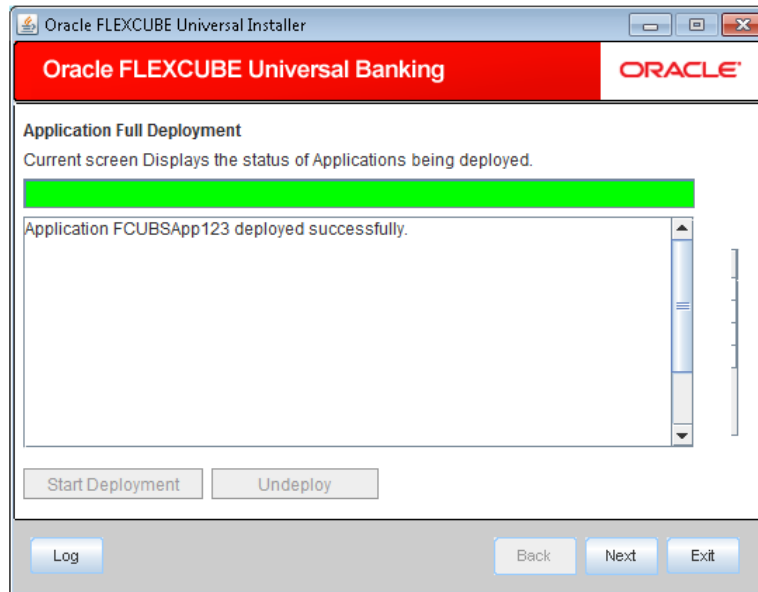 Oracle FLEXCUBE Universal Installer
Oracle FLEXCUBE Universal Banking
ORACLE
Application Full Deployment
Current screen Displays the status of Applications being deployed.
Application FCUBSApp123 deployed successfully.
Start Deployment Undeploy
Log Back Next Exit